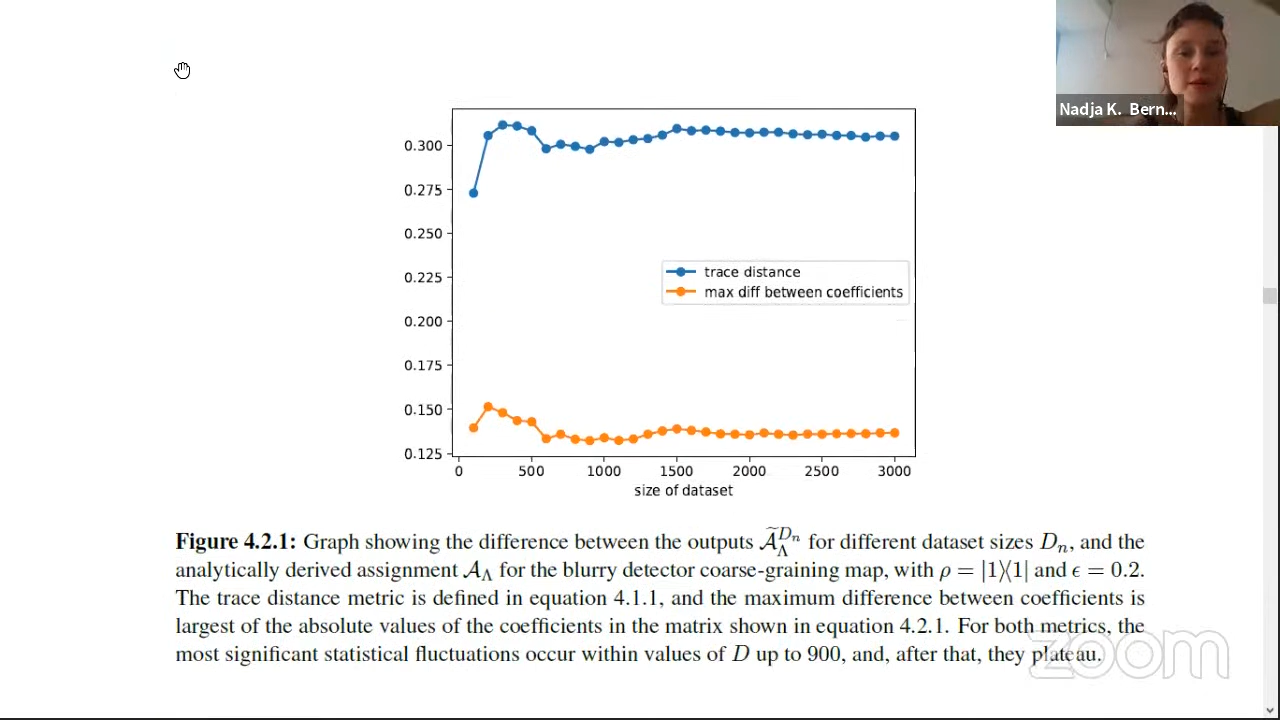 Nadja K. Bern...
0.300
0.275
0.250
0.225
0.200
0.175
0.150
0.125
trace distance
max diff between coefficients
0 500 1000 1500 2000 2500 3000
size of dataset
Figure 4.2.1: Graph showing the difference between the outputs $\widetilde{\mathcal{A}}_\Lambda^{D_n}$ for different dataset sizes $D_n$, and the
analytically derived assignment $\mathcal{A}_\Lambda$ for the blurry detector coarse-graining map, with ρ = |1⟩⟨1| and ϵ = 0.2.
The trace distance metric is defined in equation 4.1.1, and the maximum difference between coefficients is
largest of the absolute values of the coefficients in the matrix shown in equation 4.2.1. For both metrics, the
most significant statistical fluctuations occur within values of D up to 900, and, after that, they plateau.
zoom